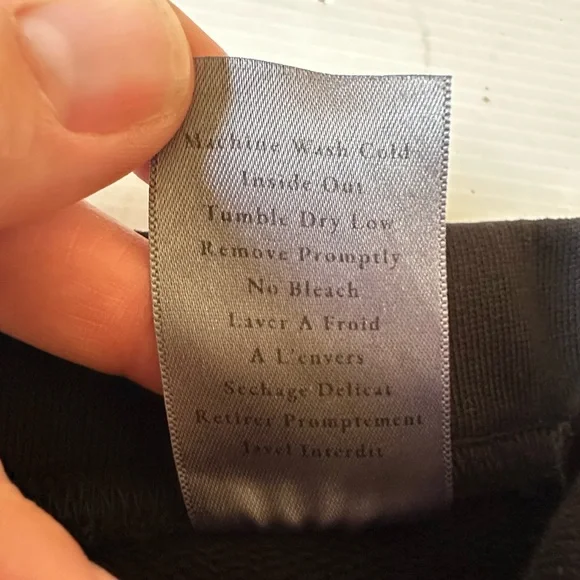 Machine Wash Cold
Inside Out
Tumble Dry Low
Remove Promptly
No Bleach
Laver A Froid
A L'envers
Sechage Delicat
Retirer Promptement
Javel Interdit